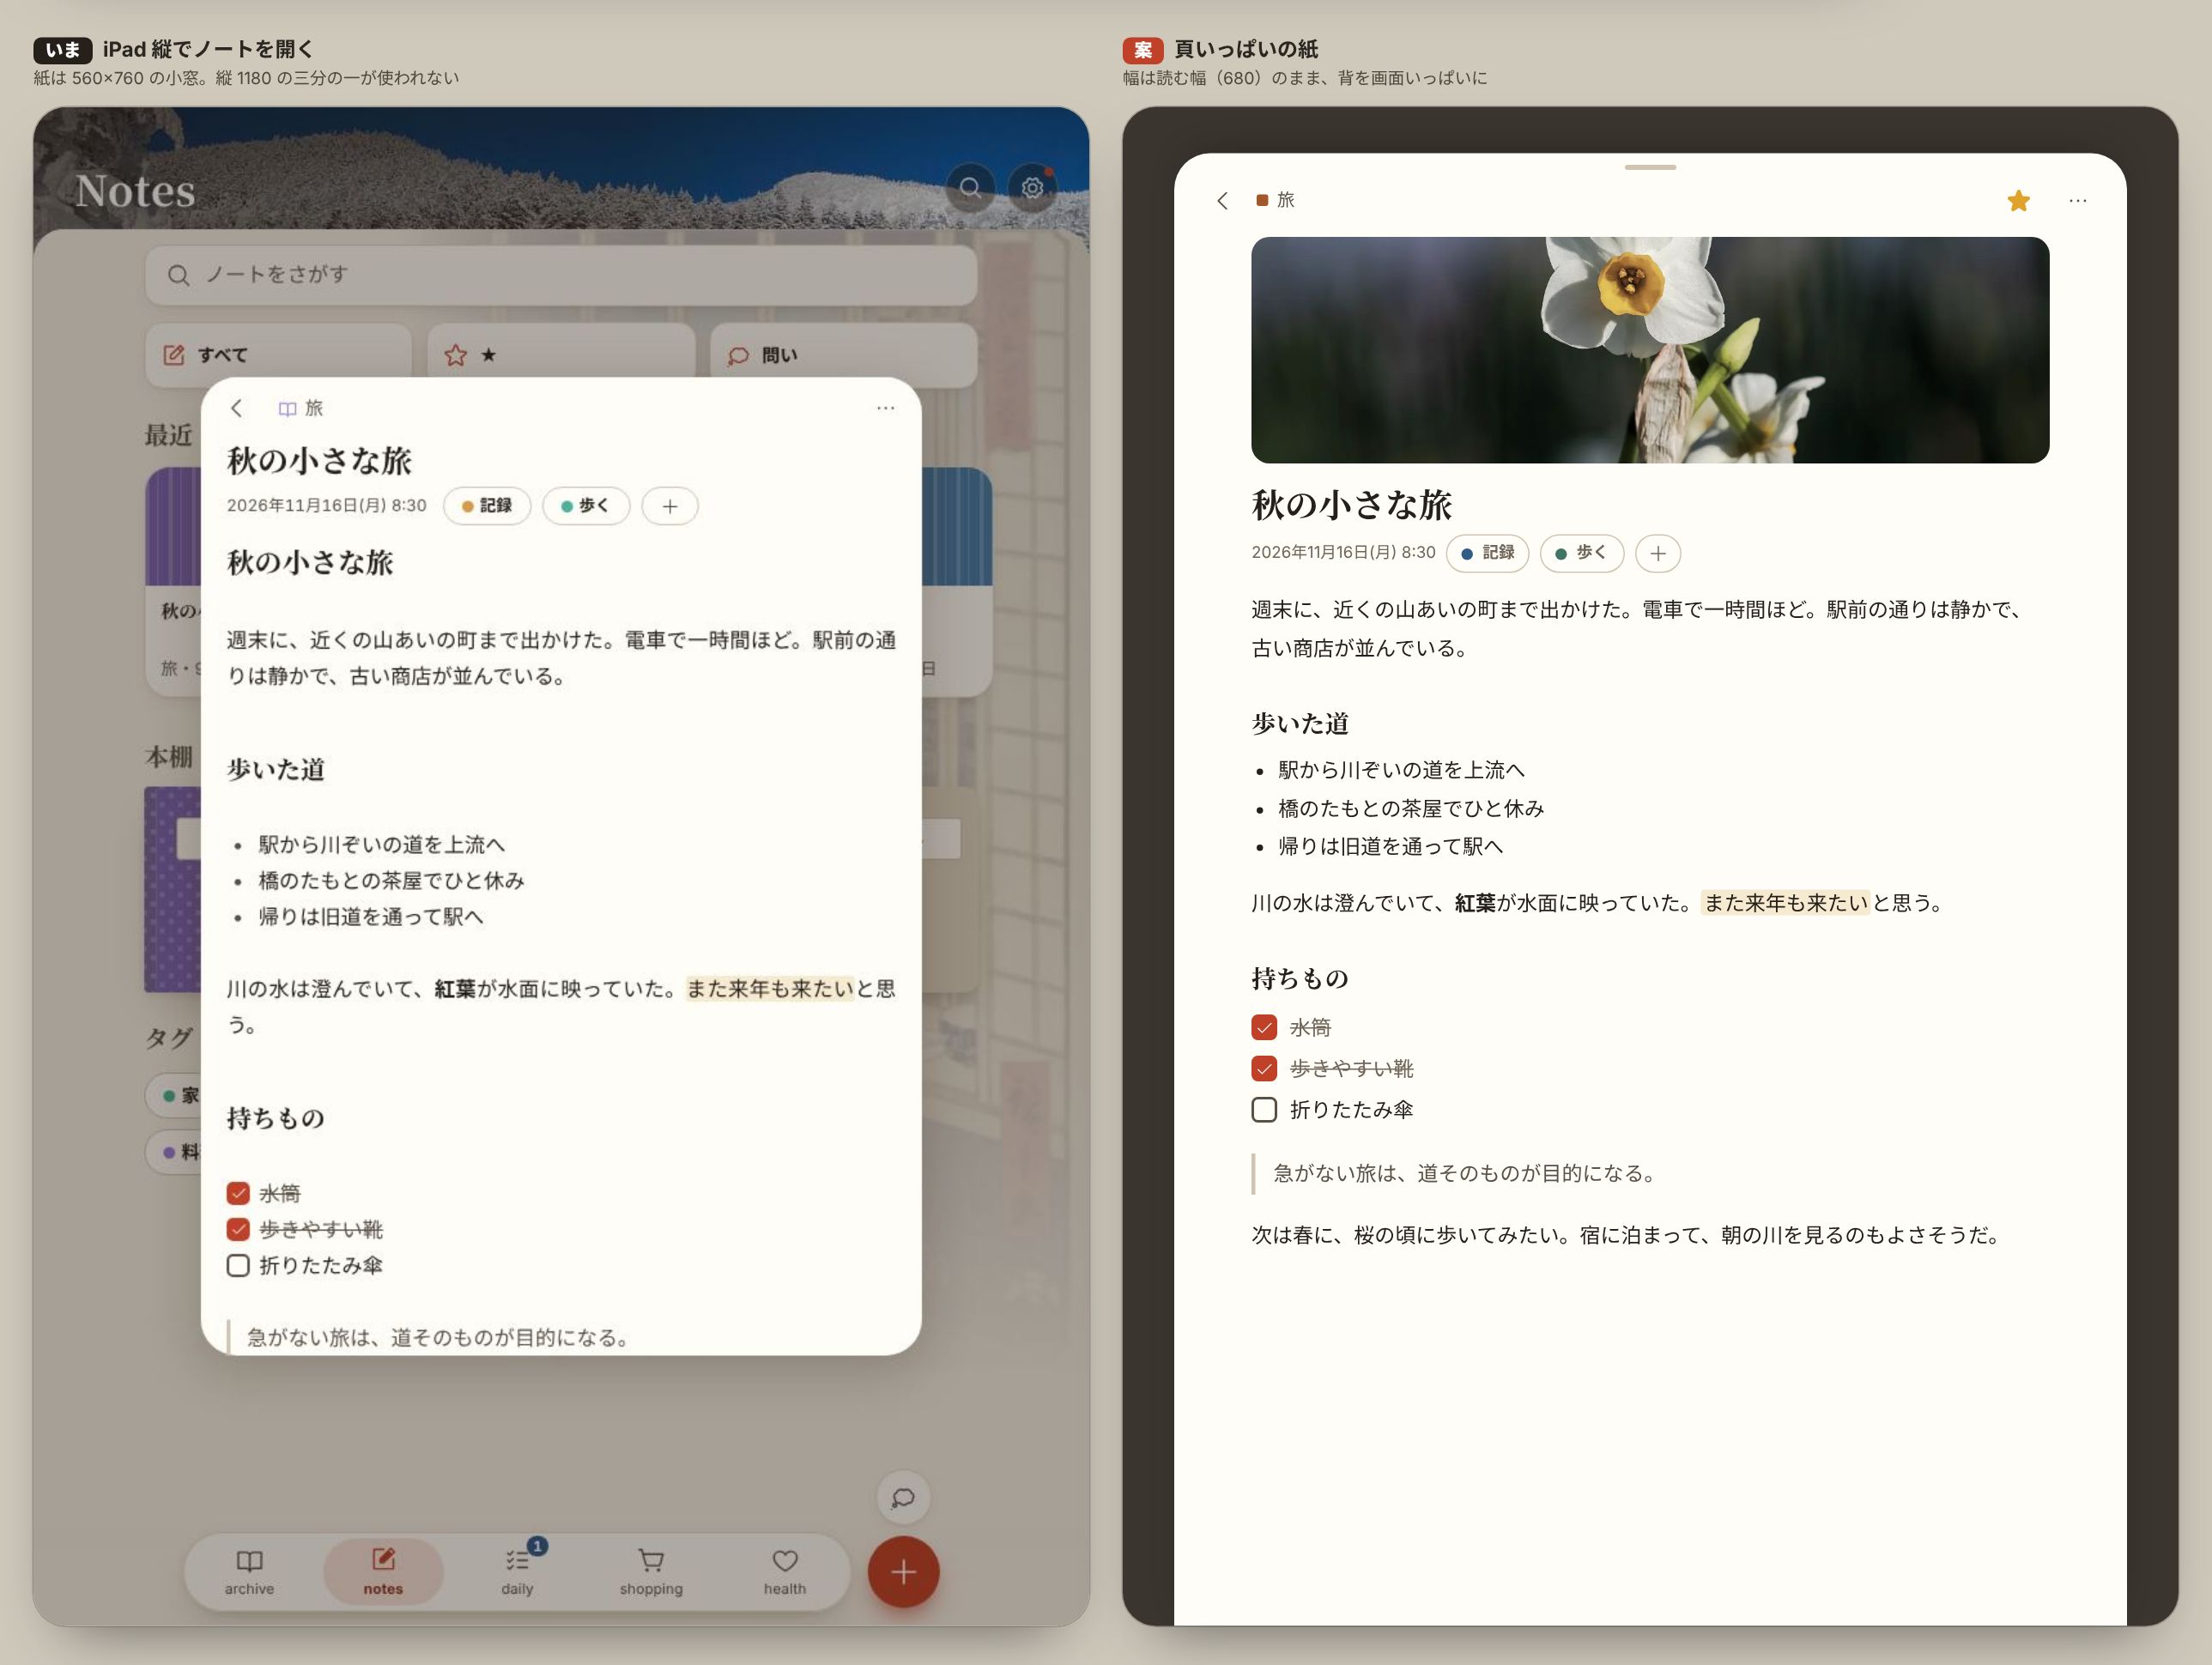 いま iPad 縦でノートを開く
紙は 560×760 の小窓。縦 1180 の三分の一が使われない
Notes
ノートをさがす
すべて
★
問い
最近
秋の
旅・
日
本棚
タグ
家
料
旅
…
秋の小さな旅
2026年11月16日(月) 8:30 記録 歩く +
秋の小さな旅
週末に、近くの山あいの町まで出かけた。電車で一時間ほど。駅前の通
りは静かで、古い商店が並んでいる。
歩いた道
• 駅から川ぞいの道を上流へ
• 橋のたもとの茶屋でひと休み
• 帰りは旧道を通って駅へ
川の水は澄んでいて、紅葉が水面に映っていた。また来年も来たいと思
う。
持ちもの
水筒
歩きやすい靴
折りたたみ傘
急がない旅は、道そのものが目的になる。
archive
notes
1
daily
shopping
health
+
案 頁いっぱいの紙
幅は読む幅（680）のまま、背を画面いっぱいに
旅
…
秋の小さな旅
2026年11月16日(月) 8:30 記録 歩く +
週末に、近くの山あいの町まで出かけた。電車で一時間ほど。駅前の通りは静かで、
古い商店が並んでいる。
歩いた道
• 駅から川ぞいの道を上流へ
• 橋のたもとの茶屋でひと休み
• 帰りは旧道を通って駅へ
川の水は澄んでいて、紅葉が水面に映っていた。また来年も来たいと思う。
持ちもの
水筒
歩きやすい靴
折りたたみ傘
急がない旅は、道そのものが目的になる。
次は春に、桜の頃に歩いてみたい。宿に泊まって、朝の川を見るのもよさそうだ。